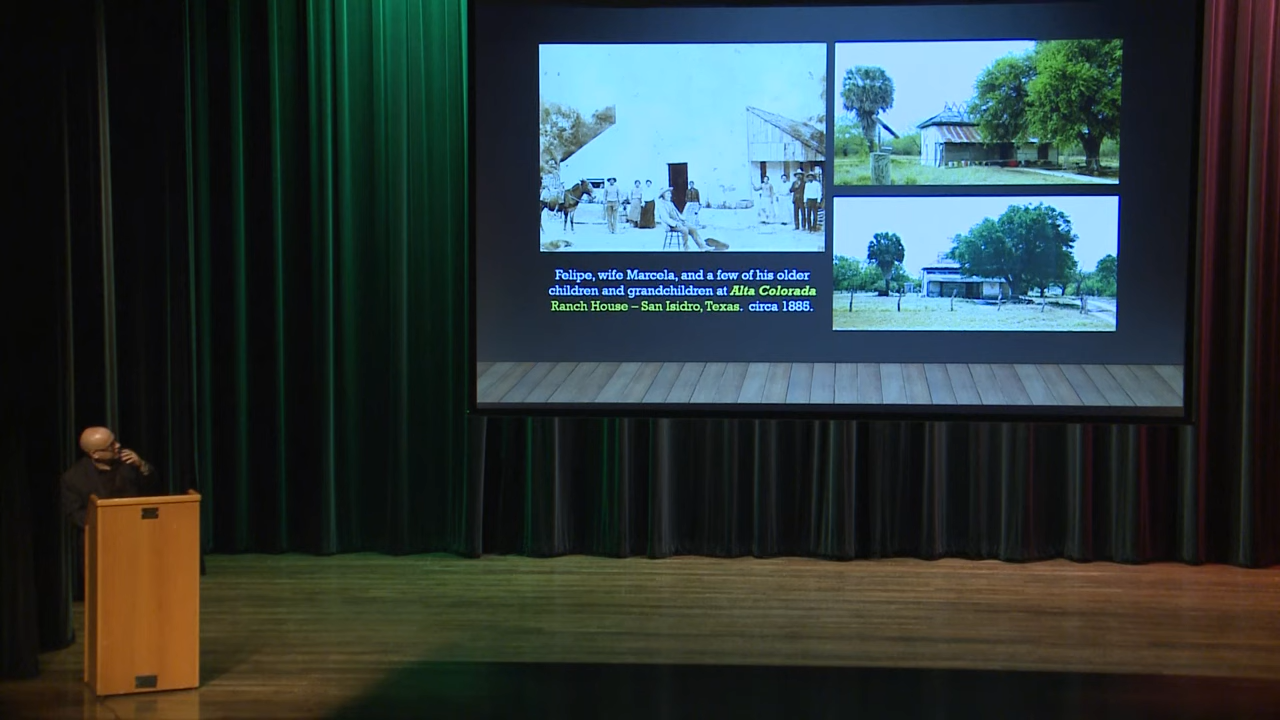 Felipe, wife Marcela, and a few of his older
children and grandchildren at Alta Colorada
Ranch House – San Isidro, Texas. circa 1885.